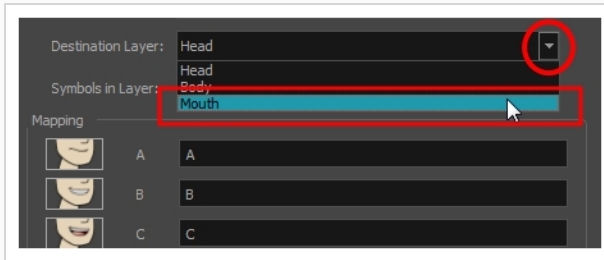 Destination Layer: Head
Head
Symbols in Layer: Body
Mouth
Mapping
A A
B B
C C